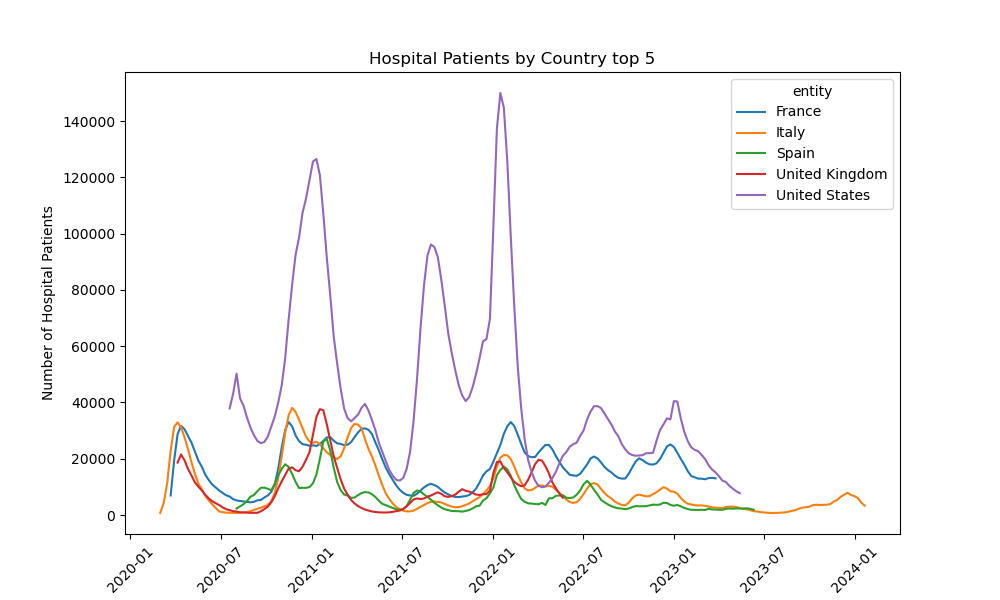 Hospital Patients by Country top 5
entity
France
Italy
Spain
United Kingdom
United States
Number of Hospital Patients
140000
120000
100000
80000
60000
40000
20000
0
2020-01
2020-07
2021-01
2021-07
2022-01
2022-07
2023-01
2023-07
2024-01